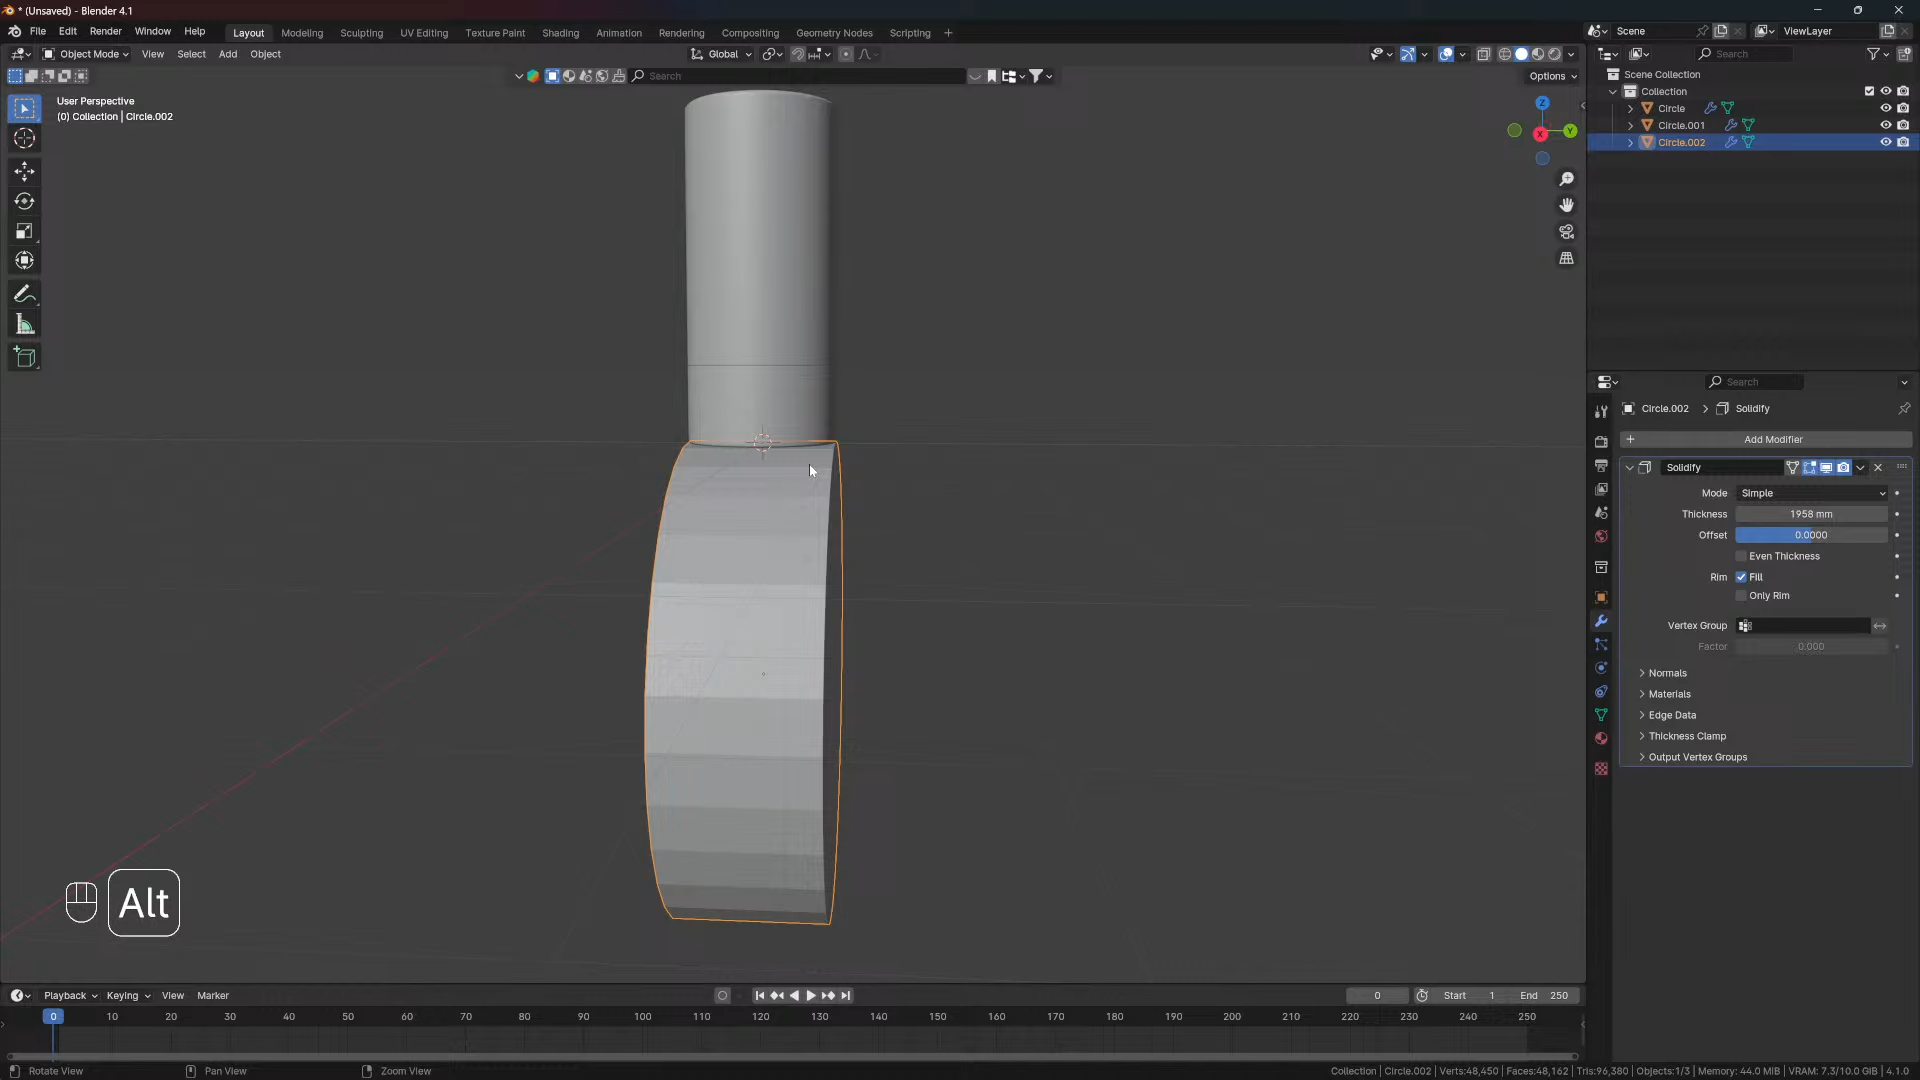 * (Unsaved) - Blender 4.1
File Edit Render Window Help Layout Modeling Sculpting UV Editing Texture Paint Shading Animation Rendering Compositing Geometry Nodes Scripting + Scene ViewLayer
Object Mode View Select Add Object Global Search
Search Options
User Perspective
(0) Collection | Circle.002
Z
Y
X
Scene Collection
Collection
Circle
Circle.001
Circle.002
Search
Circle.002 > Solidify
+ Add Modifier
Solidify
Mode Simple
Thickness 1958 mm
Offset 0.0000
Even Thickness
Rim Fill
Only Rim
Vertex Group
Factor 0.000
Normals
Materials
Edge Data
Thickness Clamp
Output Vertex Groups
Alt
Playback Keying View Marker 0 Start 1 End 250
0 10 20 30 40 50 60 70 80 90 100 110 120 130 140 150 160 170 180 190 200 210 220 230 240 250
Rotate View Pan View Zoom View Collection | Circle.002 | Verts:48,450 | Faces:48,162 | Tris:96,380 | Objects:1/3 | Memory: 44.0 MiB | VRAM: 7.3/10.0 GiB | 4.1.0